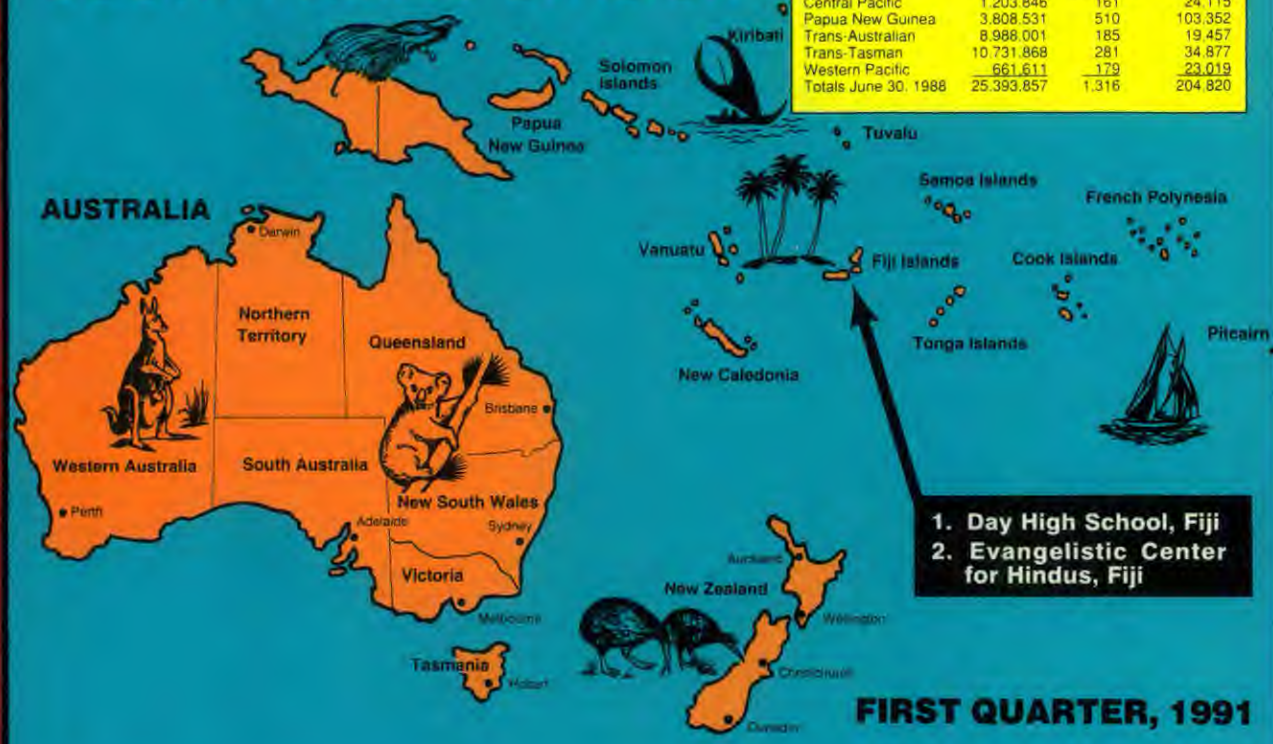 Central Pacific 1,203,846 161 24,115
Papua New Guinea 3,808,531 510 103,352
Trans-Australian 8,988,001 185 19,457
Trans-Tasman 10,731,868 281 34,877
Western Pacific 661,611 179 23,019
Totals June 30, 1988 25,393,857 1,316 204,820
Kiribati
Solomon
Islands
Papua
New Guinea
Tuvalu
Samoa Islands
French Polynesia
AUSTRALIA
Darwin
Vanuatu
Fiji Islands
Cook Islands
Northern
Territory
Queensland
Tonga Islands
Pitcairn
New Caledonia
Brisbane
Western Australia
South Australia
New South Wales
Perth
Adelaide
Sydney
1. Day High School, Fiji
2. Evangelistic Center
for Hindus, Fiji
Auckland
Victoria
New Zealand
Melbourne
Wellington
Tasmania
Hobart
Christchurch
FIRST QUARTER, 1991
Dunedin